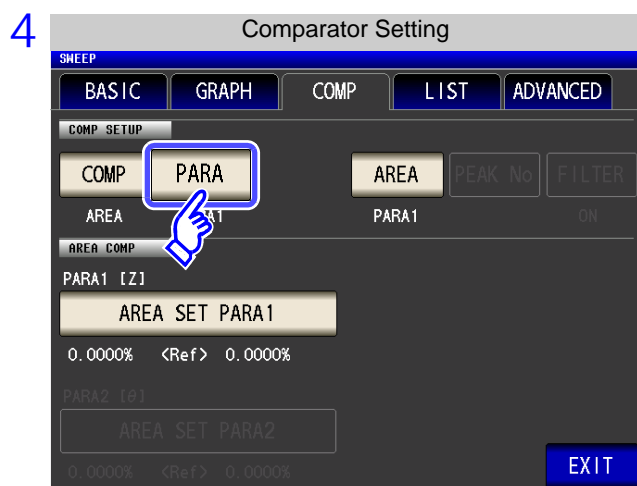 4
Comparator Setting
SWEEP
BASIC GRAPH COMP LIST ADVANCED
COMP SETUP
COMP PARA AREA PEAK No FILTER
AREA A1 PARA1 ON
AREA COMP
PARA1 [Z]
AREA SET PARA1
0.0000% <Ref> 0.0000%
PARA2 [θ]
AREA SET PARA2
0.0000% <Ref> 0.0000%
EXIT